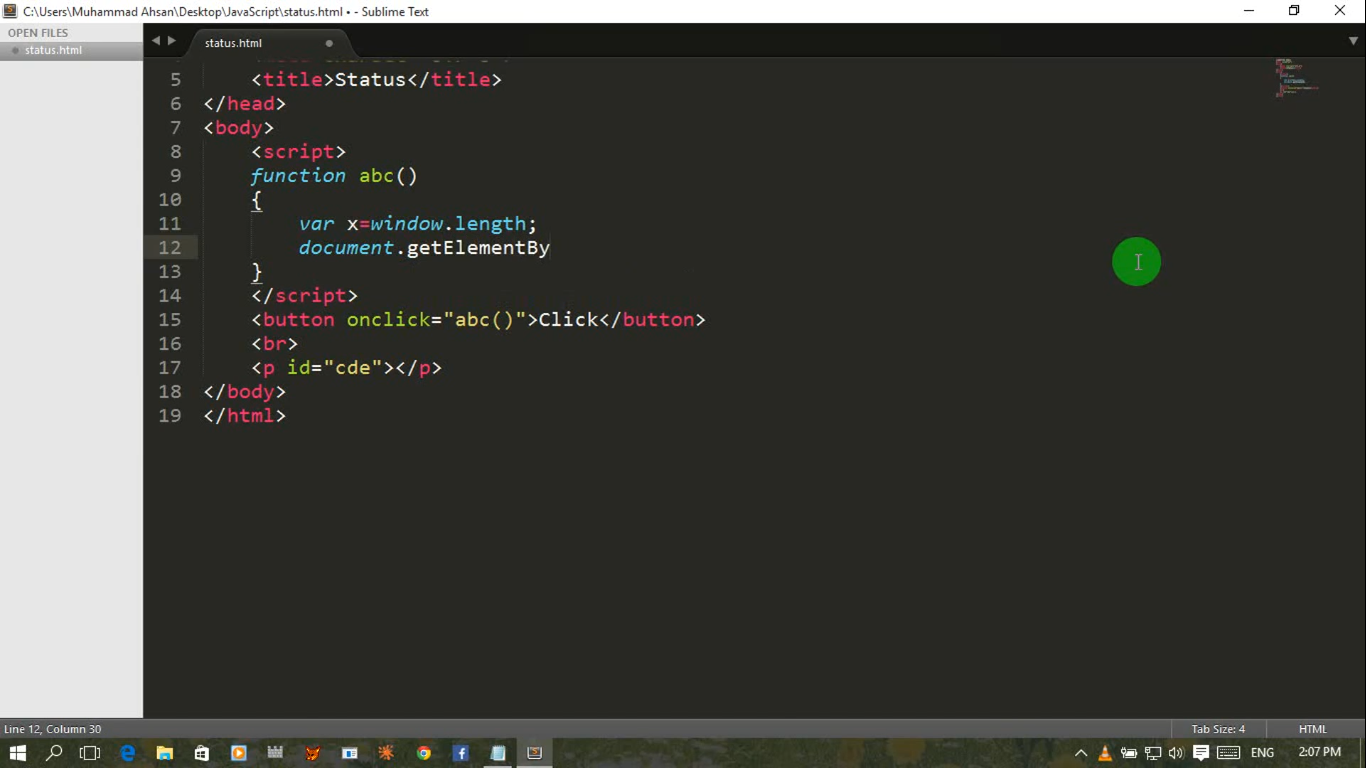 C:\Users\Muhammad Ahsan\Desktop\JavaScript\status.html • - Sublime Text
OPEN FILES
status.html
status.html
5 <title>Status</title>
6 </head>
7 <body>
8 <script>
9 function abc()
10 {
11 var x=window.length;
12 document.getElementBy
13 }
14 </script>
15 <button onclick="abc()">Click</button>
16 <br>
17 <p id="cde"></p>
18 </body>
19 </html>
Line 12, Column 30
Tab Size: 4
HTML
ENG
2:07 PM